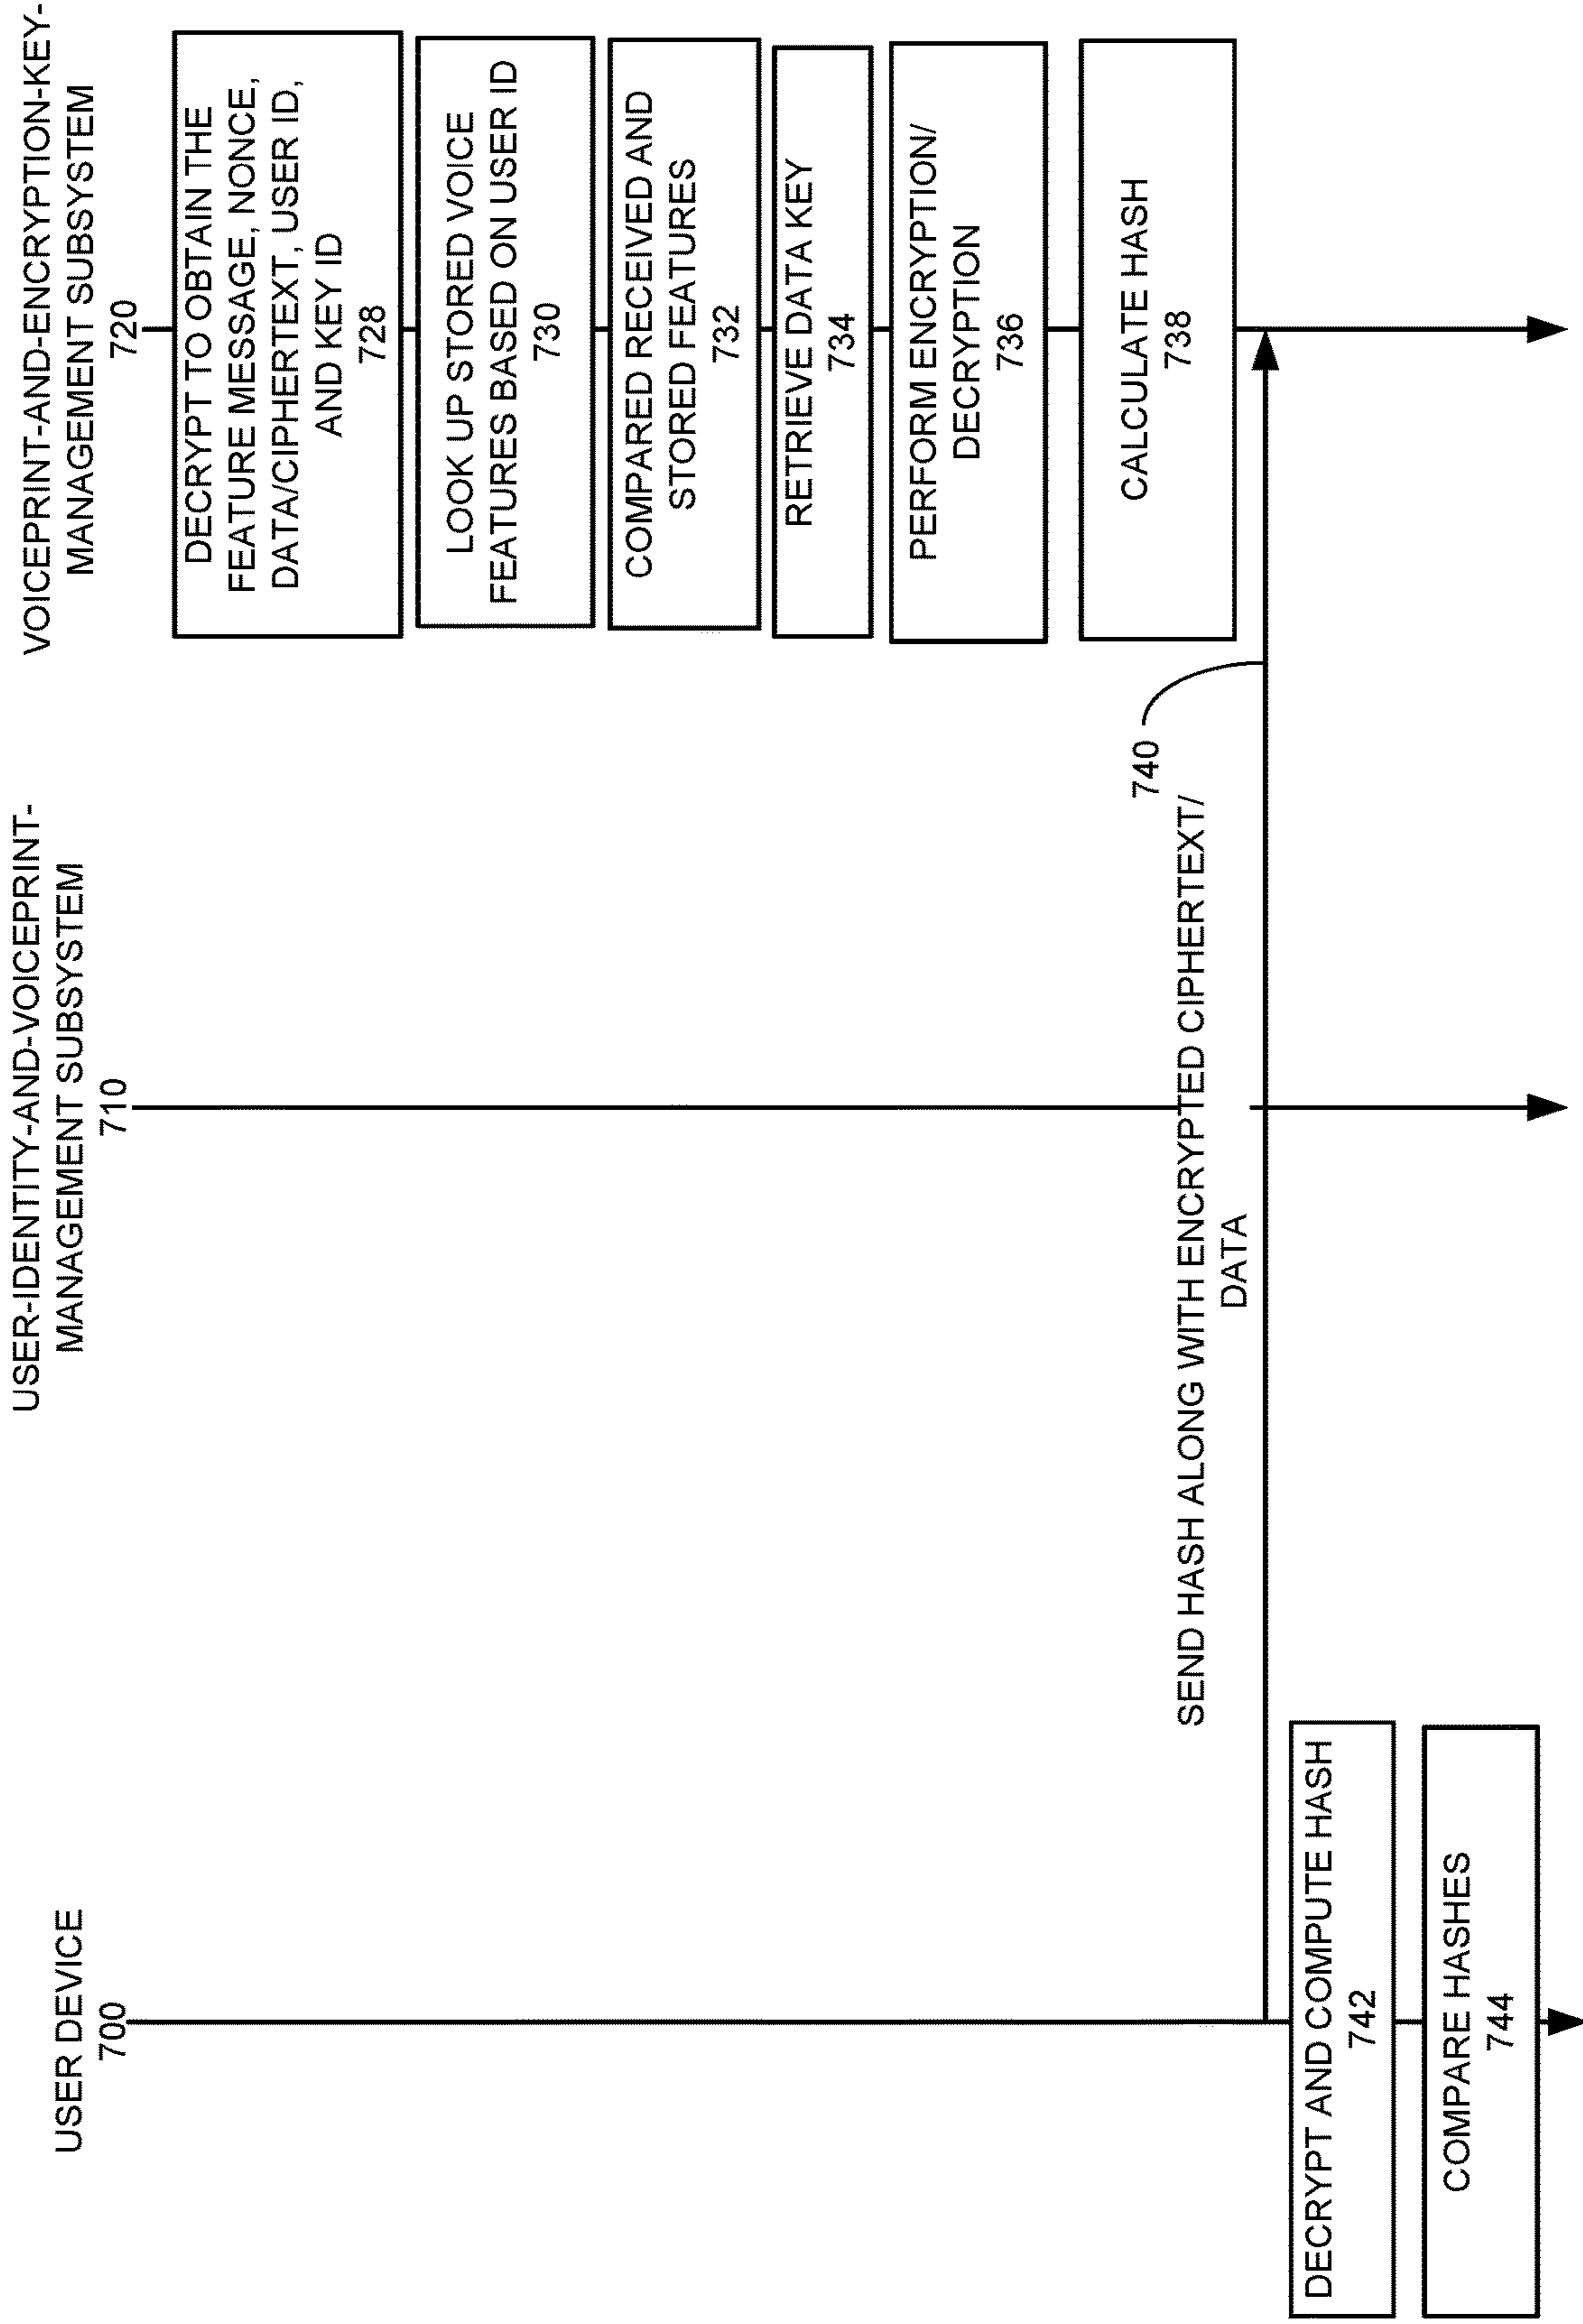 USER DEVICE
700
USER-IDENTITY-AND-VOICEPRINT-
MANAGEMENT SUBSYSTEM
710
VOICEPRINT-AND-ENCRYPTION-KEY-
MANAGEMENT SUBSYSTEM
720
DECRYPT TO OBTAIN THE
FEATURE MESSAGE, NONCE,
DATA/CIPHERTEXT, USER ID,
AND KEY ID
728
LOOK UP STORED VOICE
FEATURES BASED ON USER ID
730
COMPARED RECEIVED AND
STORED FEATURES
732
RETRIEVE DATA KEY
734
PERFORM ENCRYPTION/
DECRYPTION
736
CALCULATE HASH
738
740
SEND HASH ALONG WITH ENCRYPTED CIPHERTEXT/
DATA
DECRYPT AND COMPUTE HASH
742
COMPARE HASHES
744